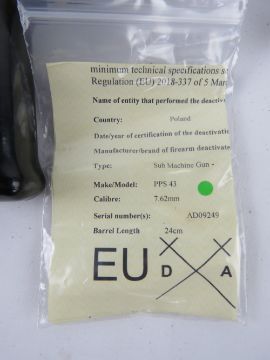 minimum technical specifications
Regulation (EU) 2018-337 of 5 Mar
Name of entity that performed the deactiva
Country: Poland
Date/year of certification of the deactivatio
Manufacturer/brand of firearm deactivate
Type: Sub Machine Gun -
Make/Model: PPS 43
Calibre: 7.62mm
Serial number(s): AD09249
Barrel Length 24cm
EU D A